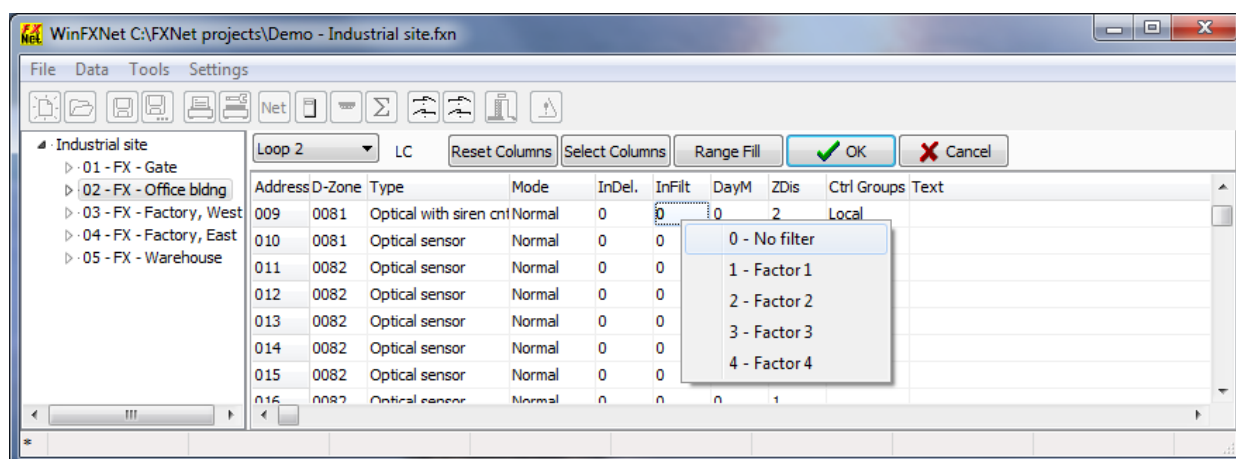 WinFXNet C:\FXNet projects\Demo - Industrial site.fxn
File Data Tools Settings
Net Σ
Industrial site
01 - FX - Gate
02 - FX - Office bldng
03 - FX - Factory, West
04 - FX - Factory, East
05 - FX - Warehouse
Loop 2 LC Reset Columns Select Columns Range Fill OK Cancel
Address D-Zone Type Mode InDel. InFilt DayM ZDis Ctrl Groups Text
009 0081 Optical with siren cnt Normal 0 0 0 2 Local
010 0081 Optical sensor Normal 0 0
011 0082 Optical sensor Normal 0 0
012 0082 Optical sensor Normal 0 0
013 0082 Optical sensor Normal 0 0
014 0082 Optical sensor Normal 0 0
015 0082 Optical sensor Normal 0 0
016 0082 Optical sensor Normal 0 0 0 1
0 - No filter
1 - Factor 1
2 - Factor 2
3 - Factor 3
4 - Factor 4
*